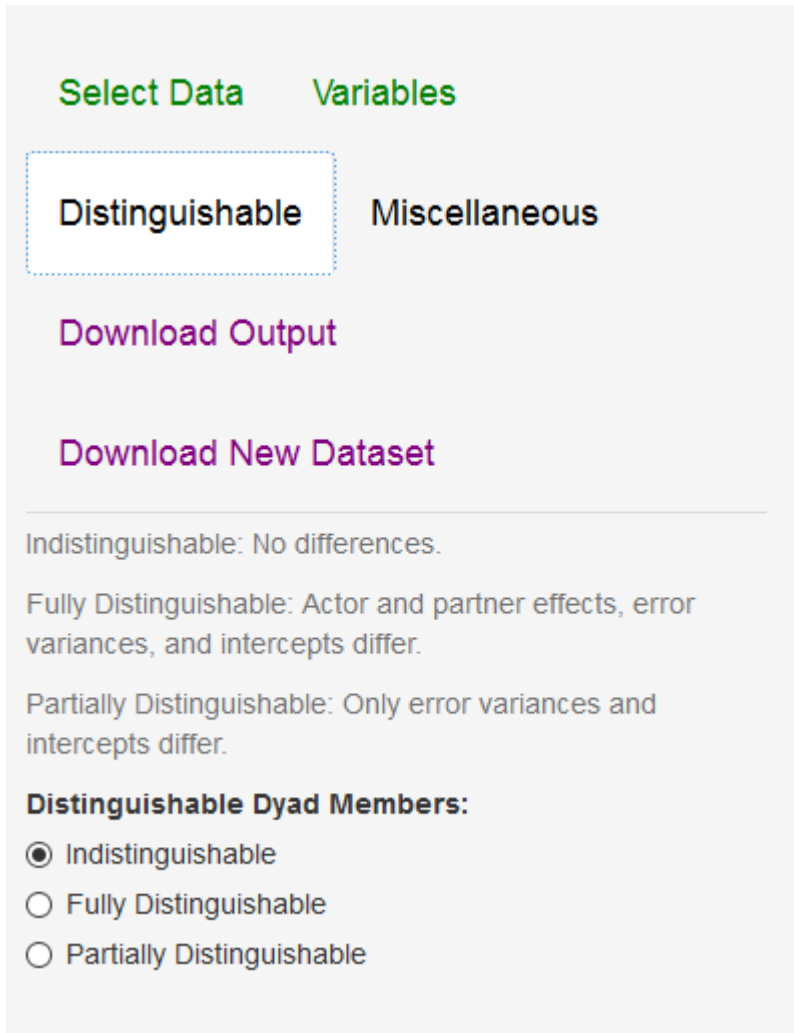 Select Data Variables
Distinguishable Miscellaneous
Download Output
Download New Dataset
Indistinguishable: No differences.
Fully Distinguishable: Actor and partner effects, error
variances, and intercepts differ.
Partially Distinguishable: Only error variances and
intercepts differ.
Distinguishable Dyad Members:
Indistinguishable
Fully Distinguishable
Partially Distinguishable